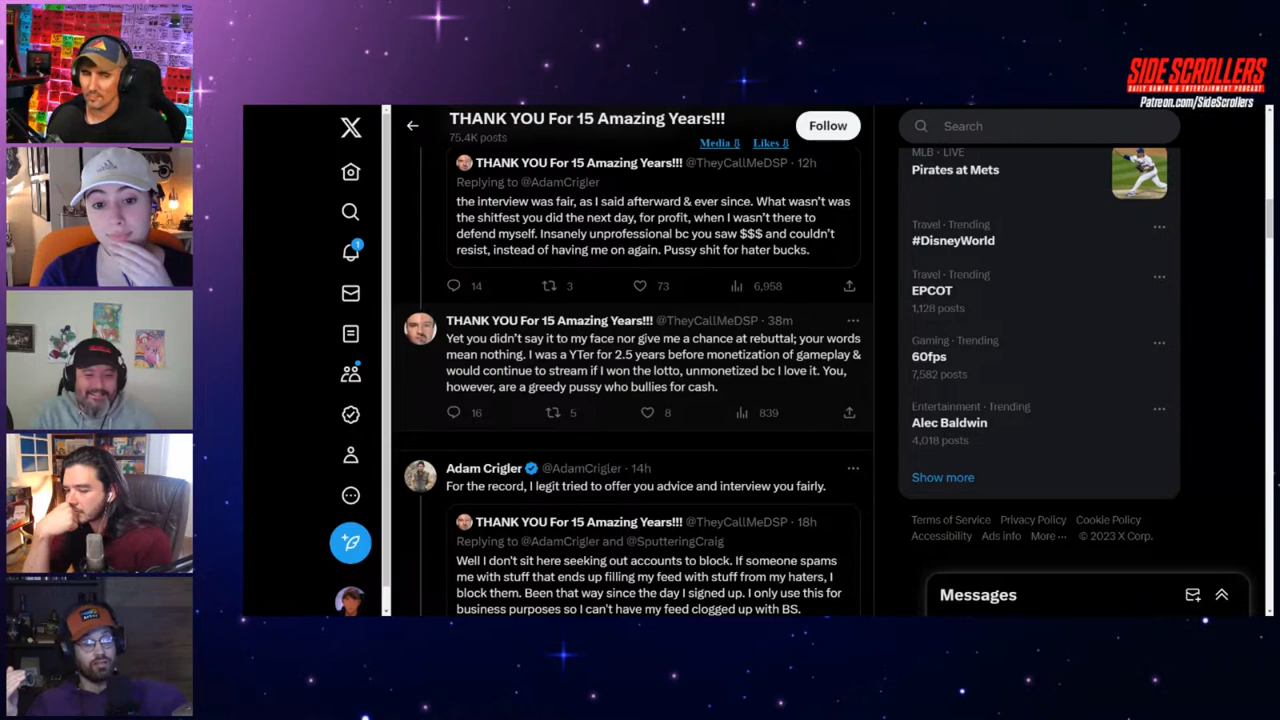 SIDE SCROLLERS
DAILY GAMING & ENTERTAINMENT PODCAST
Patreon.com/SideScrollers
THANK YOU For 15 Amazing Years!!!
75.4K posts
Follow
Media ⇩ Likes ⇩
THANK YOU For 15 Amazing Years!!! @TheyCallMeDSP · 12h
Replying to @AdamCrigler
the interview was fair, as I said afterward & ever since. What wasn't was
the shitfest you did the next day, for profit, when I wasn't there to
defend myself. Insanely unprofessional bc you saw $$$ and couldn't
resist, instead of having me on again. Pussy shit for hater bucks.
14 3 73 6,958
THANK YOU For 15 Amazing Years!!! @TheyCallMeDSP · 38m
Yet you didn't say it to my face nor give me a chance at rebuttal; your words
mean nothing. I was a YTer for 2.5 years before monetization of gameplay &
would continue to stream if I won the lotto, unmonetized bc I love it. You,
however, are a greedy pussy who bullies for cash.
16 5 8 839
Adam Crigler @AdamCrigler · 14h
For the record, I legit tried to offer you advice and interview you fairly.
THANK YOU For 15 Amazing Years!!! @TheyCallMeDSP · 18h
Replying to @AdamCrigler and @SputteringCraig
Well I don't sit here seeking out accounts to block. If someone spams
me with stuff that ends up filling my feed with stuff from my haters, I
block them. Been that way since the day I signed up. I only use this for
business purposes so I can't have my feed clogged up with BS.
1
Search
MLB · LIVE
Pirates at Mets
Travel · Trending
#DisneyWorld
Travel · Trending
EPCOT
1,128 posts
Gaming · Trending
60fps
7,582 posts
Entertainment · Trending
Alec Baldwin
4,018 posts
Show more
Terms of Service Privacy Policy Cookie Policy
Accessibility Ads info More ··· © 2023 X Corp.
Messages